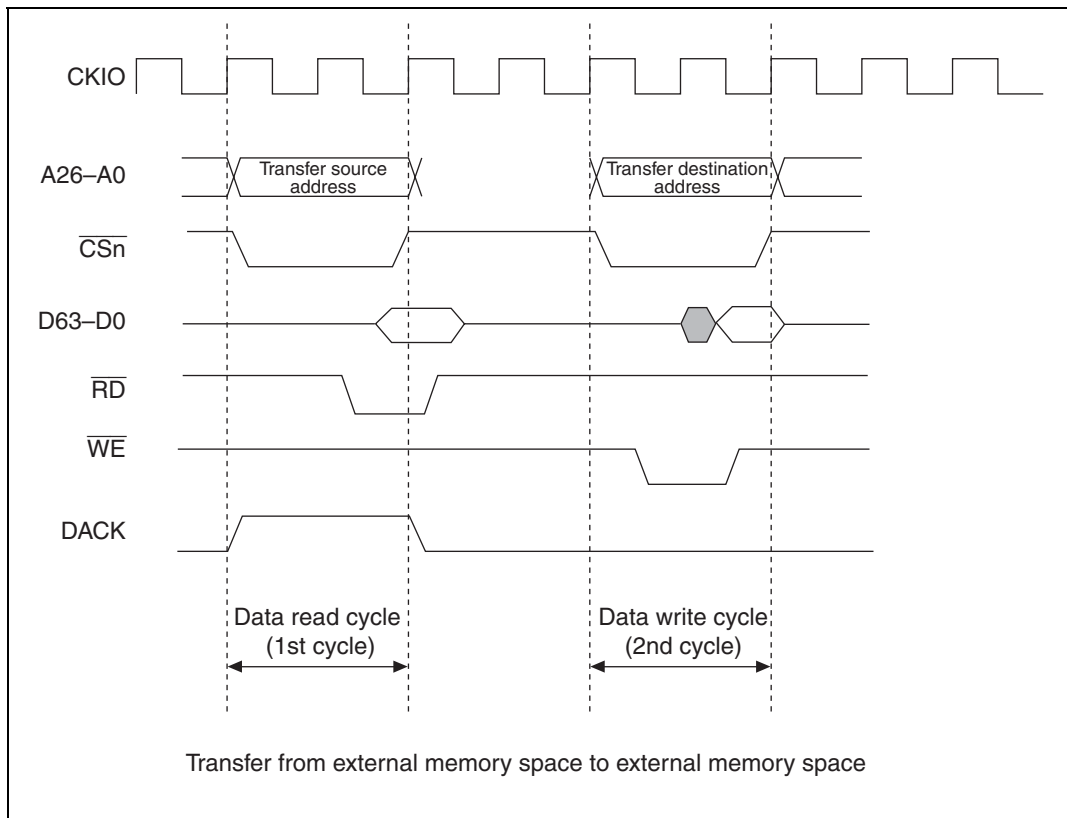 CKIO
A26–A0
Transfer source
address
Transfer destination
address
CSn
D63–D0
RD
WE
DACK
Data read cycle
(1st cycle)
Data write cycle
(2nd cycle)
Transfer from external memory space to external memory space